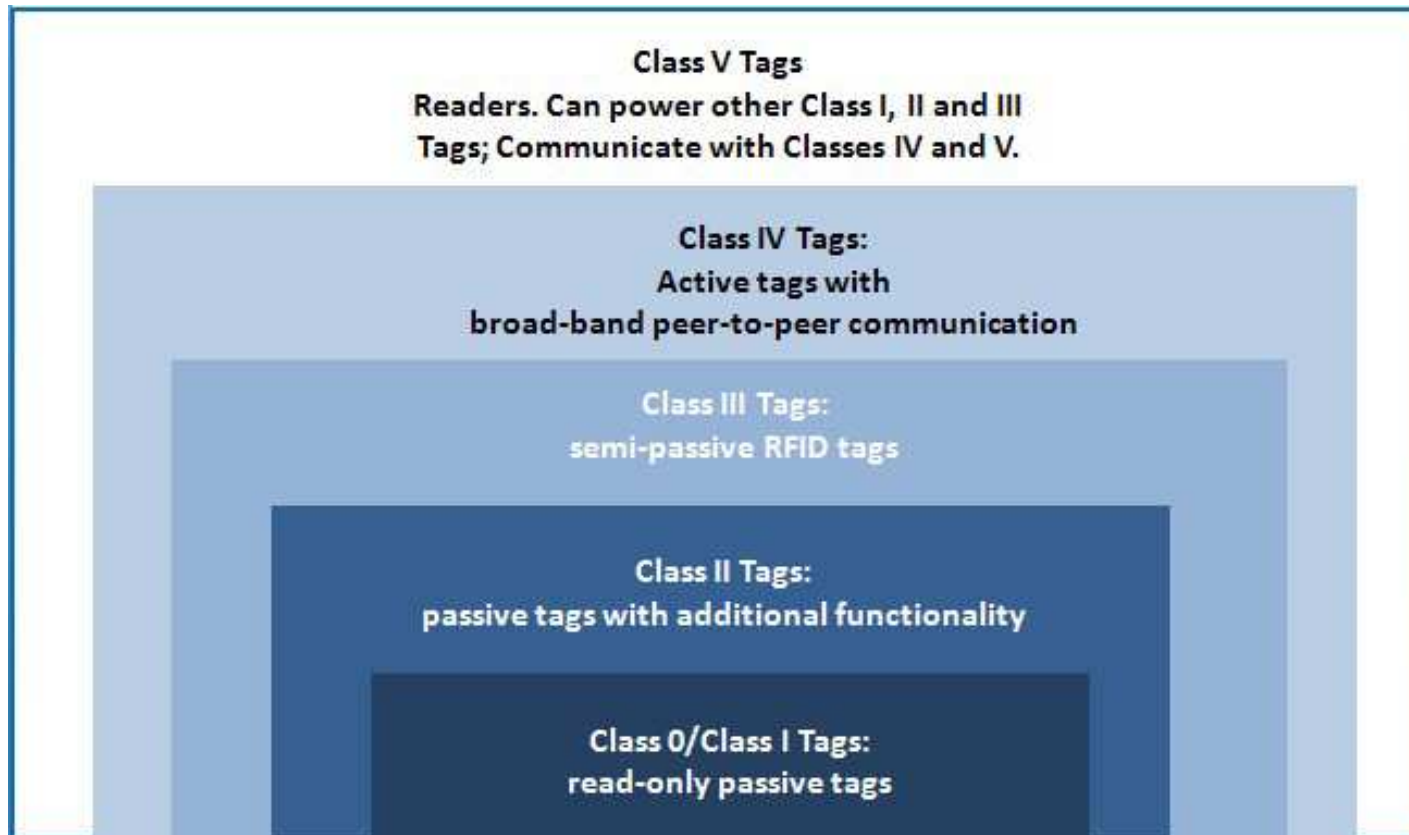 Class V Tags
Readers. Can power other Class I, II and III
Tags; Communicate with Classes IV and V.
Class IV Tags:
Active tags with
broad-band peer-to-peer communication
Class III Tags:
semi-passive RFID tags
Class II Tags:
passive tags with additional functionality
Class 0/Class I Tags:
read-only passive tags